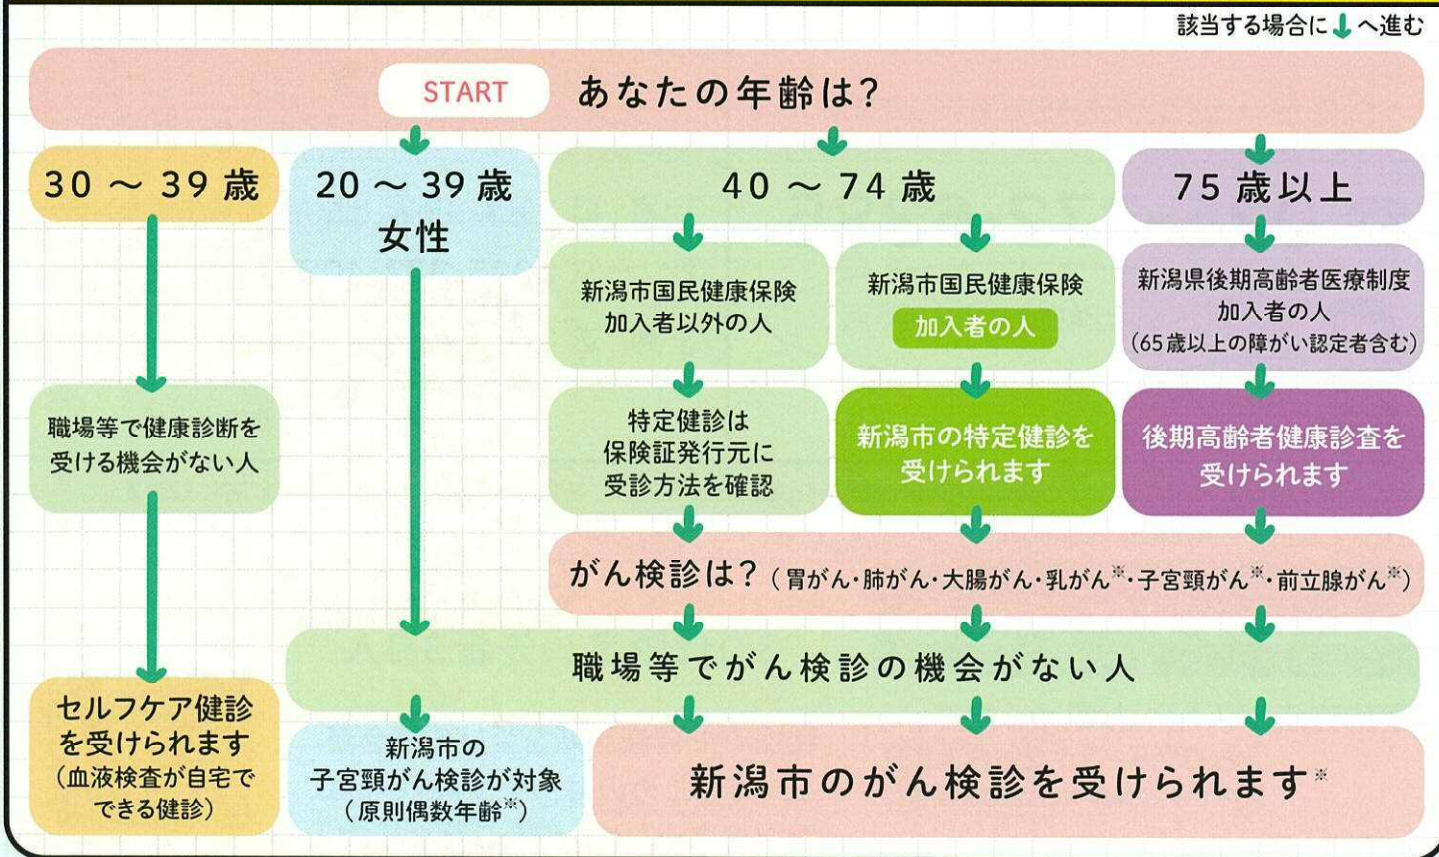 該当する場合に↓へ進む
START あなたの年齢は?
30 ～ 39 歳
職場等で健康診断を
受ける機会がない人
セルフケア健診
を受けられます
(血液検査が自宅で
できる健診)
20 ～ 39 歳
女性
40 ～ 74 歳
新潟市国民健康保険
加入者以外の人
特定健診は
保険証発行元に
受診方法を確認
新潟市国民健康保険
加入者の人
新潟市の特定健診を
受けられます
75 歳以上
新潟県後期高齢者医療制度
加入者の人
(65歳以上の障がい認定者含む)
後期高齢者健康診査を
受けられます
がん検診は? (胃がん・肺がん・大腸がん・乳がん※・子宮頸がん※・前立腺がん※)
職場等でがん検診の機会がない人
新潟市の
子宮頸がん検診が対象
(原則偶数年齢※)
新潟市のがん検診を受けられます※